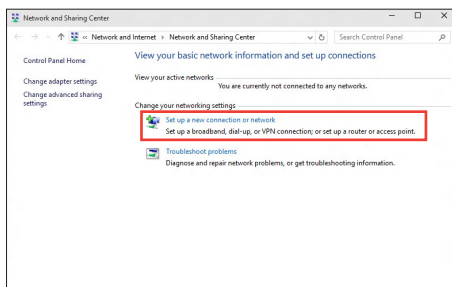 Network and Sharing Center
« Network and Internet › Network and Sharing Center
Search Control Panel
Control Panel Home
Change adapter settings
Change advanced sharing
settings
View your basic network information and set up connections
View your active networks
You are currently not connected to any networks.
Change your networking settings
Set up a new connection or network
Set up a broadband, dial-up, or VPN connection; or set up a router or access point.
Troubleshoot problems
Diagnose and repair network problems, or get troubleshooting information.